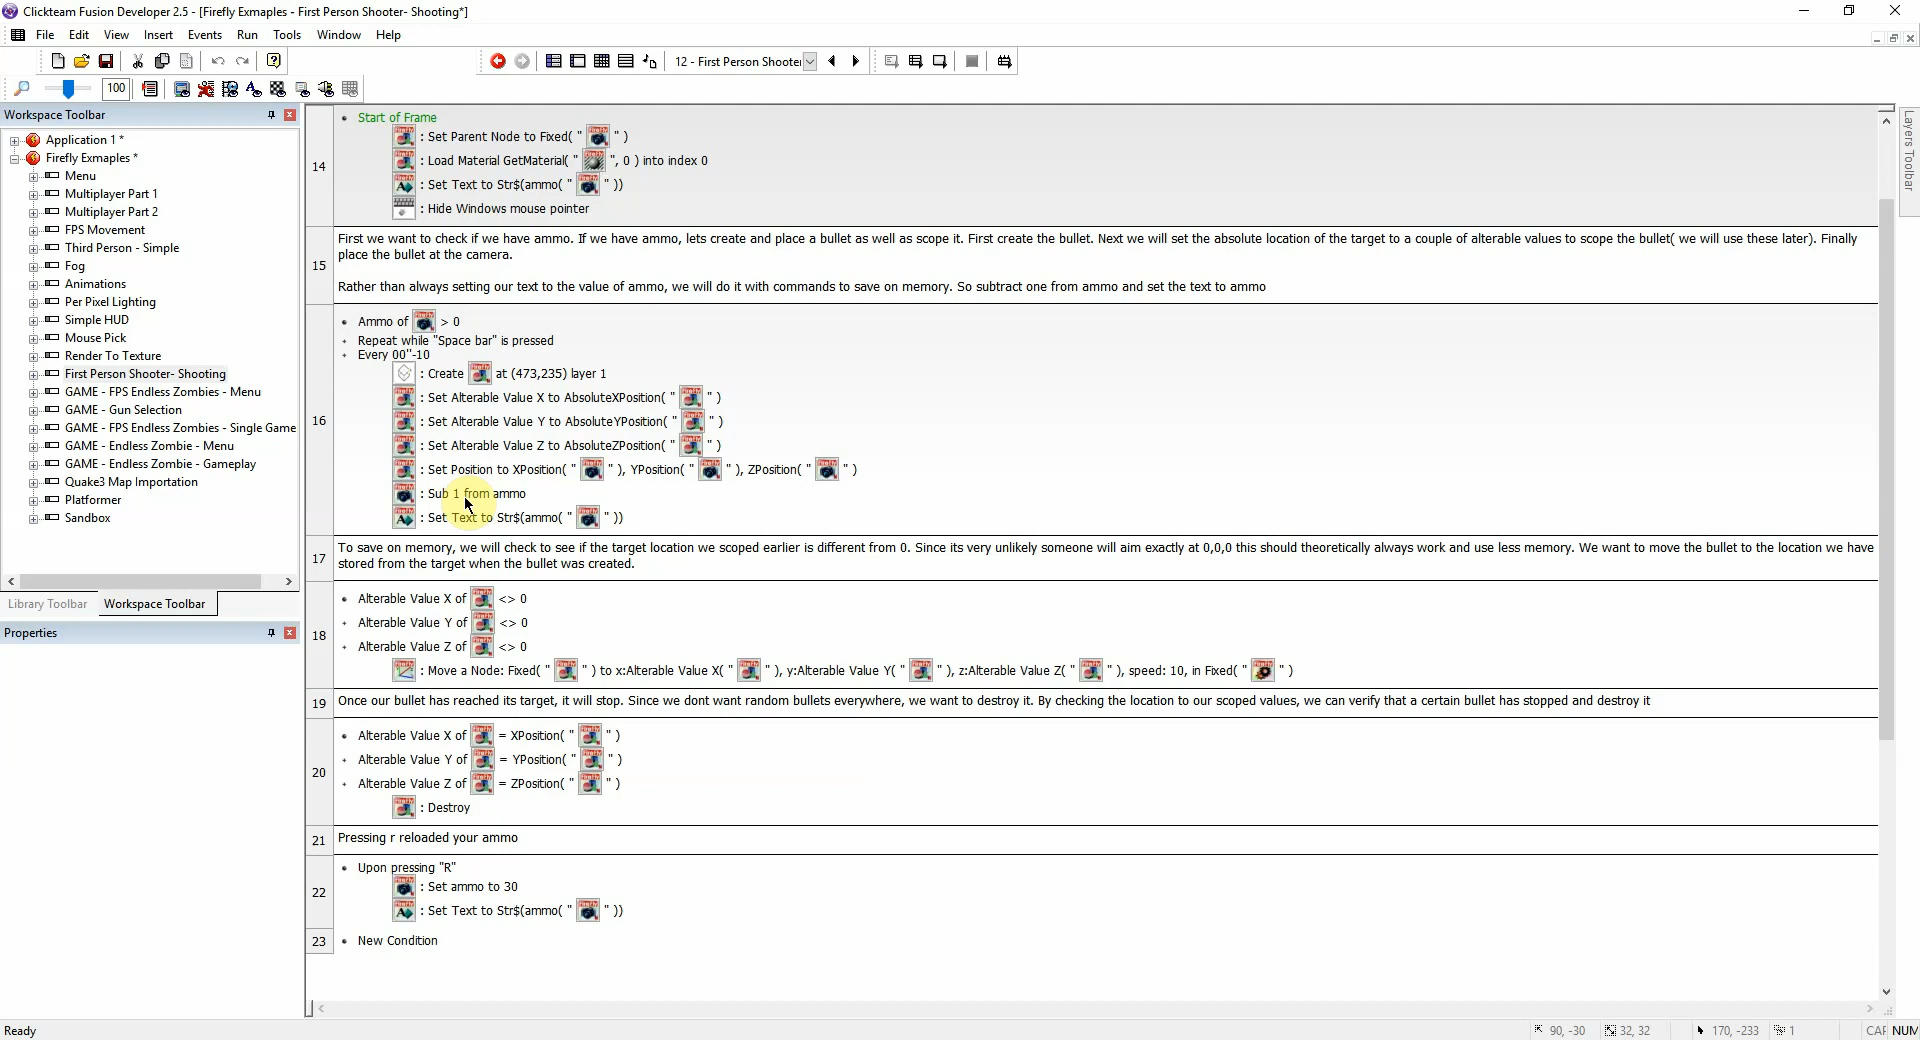 Clickteam Fusion Developer 2.5 - [Firefly Exmaples - First Person Shooter- Shooting*]
File Edit View Insert Events Run Tools Window Help
12 - First Person Shooter
100
Workspace Toolbar
Application 1 *
Firefly Exmaples *
Menu
Multiplayer Part 1
Multiplayer Part 2
FPS Movement
Third Person - Simple
Fog
Animations
Per Pixel Lighting
Simple HUD
Mouse Pick
Render To Texture
First Person Shooter- Shooting
GAME - FPS Endless Zombies - Menu
GAME - Gun Selection
GAME - FPS Endless Zombies - Single Game
GAME - Endless Zombie - Menu
GAME - Endless Zombie - Gameplay
Quake3 Map Importation
Platformer
Sandbox
Library Toolbar Workspace Toolbar
Properties
Layers Toolbar
14
• Start of Frame
: Set Parent Node to Fixed( " " )
: Load Material GetMaterial( " ", 0 ) into index 0
: Set Text to Str$(ammo( " " ))
: Hide Windows mouse pointer
15
First we want to check if we have ammo. If we have ammo, lets create and place a bullet as well as scope it. First create the bullet. Next we will set the absolute location of the target to a couple of alterable values to scope the bullet( we will use these later). Finally
place the bullet at the camera.
Rather than always setting our text to the value of ammo, we will do it with commands to save on memory. So subtract one from ammo and set the text to ammo
16
• Ammo of > 0
Repeat while "Space bar" is pressed
Every 00"-10
: Create at (473,235) layer 1
: Set Alterable Value X to AbsoluteXPosition( " " )
: Set Alterable Value Y to AbsoluteYPosition( " " )
: Set Alterable Value Z to AbsoluteZPosition( " " )
: Set Position to XPosition( " " ), YPosition( " " ), ZPosition( " " )
: Sub 1 from ammo
: Set Text to Str$(ammo( " " ))
17
To save on memory, we will check to see if the target location we scoped earlier is different from 0. Since its very unlikely someone will aim exactly at 0,0,0 this should theoretically always work and use less memory. We want to move the bullet to the location we have
stored from the target when the bullet was created.
18
• Alterable Value X of <> 0
Alterable Value Y of <> 0
Alterable Value Z of <> 0
: Move a Node: Fixed( " " ) to x:Alterable Value X( " " ), y:Alterable Value Y( " " ), z:Alterable Value Z( " " ), speed: 10, in Fixed( " " )
19
Once our bullet has reached its target, it will stop. Since we dont want random bullets everywhere, we want to destroy it. By checking the location to our scoped values, we can verify that a certain bullet has stopped and destroy it
20
• Alterable Value X of = XPosition( " " )
Alterable Value Y of = YPosition( " " )
Alterable Value Z of = ZPosition( " " )
: Destroy
21
Pressing r reloaded your ammo
22
• Upon pressing "R"
: Set ammo to 30
: Set Text to Str$(ammo( " " ))
23
• New Condition
Ready 90, -30 32, 32 170, -233 1 CAP NUM